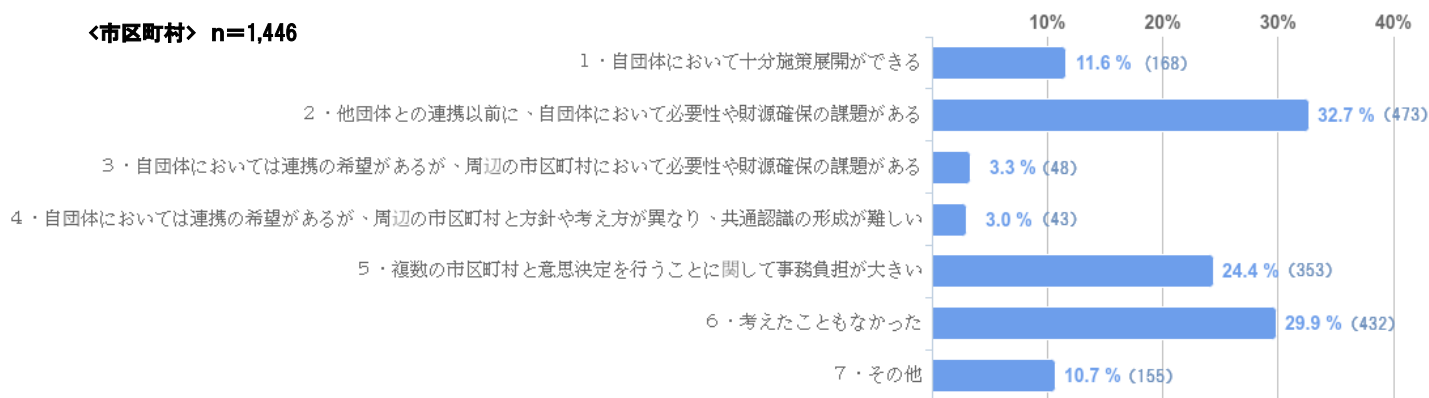 <市区町村> n=1,446
10% 20% 30% 40%
1・自団体において十分施策展開ができる 11.6 % (168)
2・他団体との連携以前に、自団体において必要性や財源確保の課題がある 32.7 % (473)
3・自団体においては連携の希望があるが、周辺の市区町村において必要性や財源確保の課題がある 3.3 % (48)
4・自団体においては連携の希望があるが、周辺の市区町村と方針や考え方が異なり、共通認識の形成が難しい 3.0 % (43)
5・複数の市区町村と意思決定を行うことに関して事務負担が大きい 24.4 % (353)
6・考えたこともなかった 29.9 % (432)
7・その他 10.7 % (155)